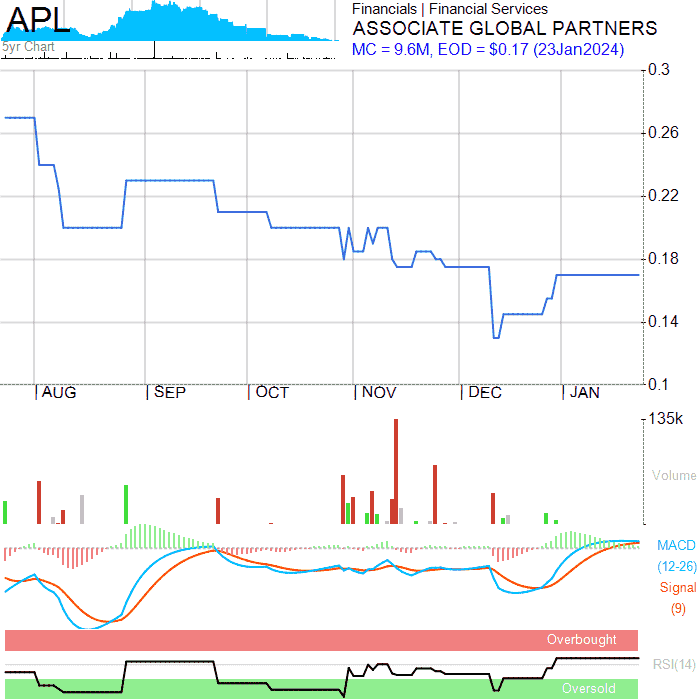 APL
5yr Chart
Financials | Financial Services
ASSOCIATE GLOBAL PARTNERS
MC = 9.6M, EOD = $0.17 (23Jan2024)
0.3
0.26
0.22
0.18
0.14
0.1
AUG SEP OCT NOV DEC JAN
135k
Volume
MACD
(12-26)
Signal
(9)
Overbought
RSI(14)
Oversold